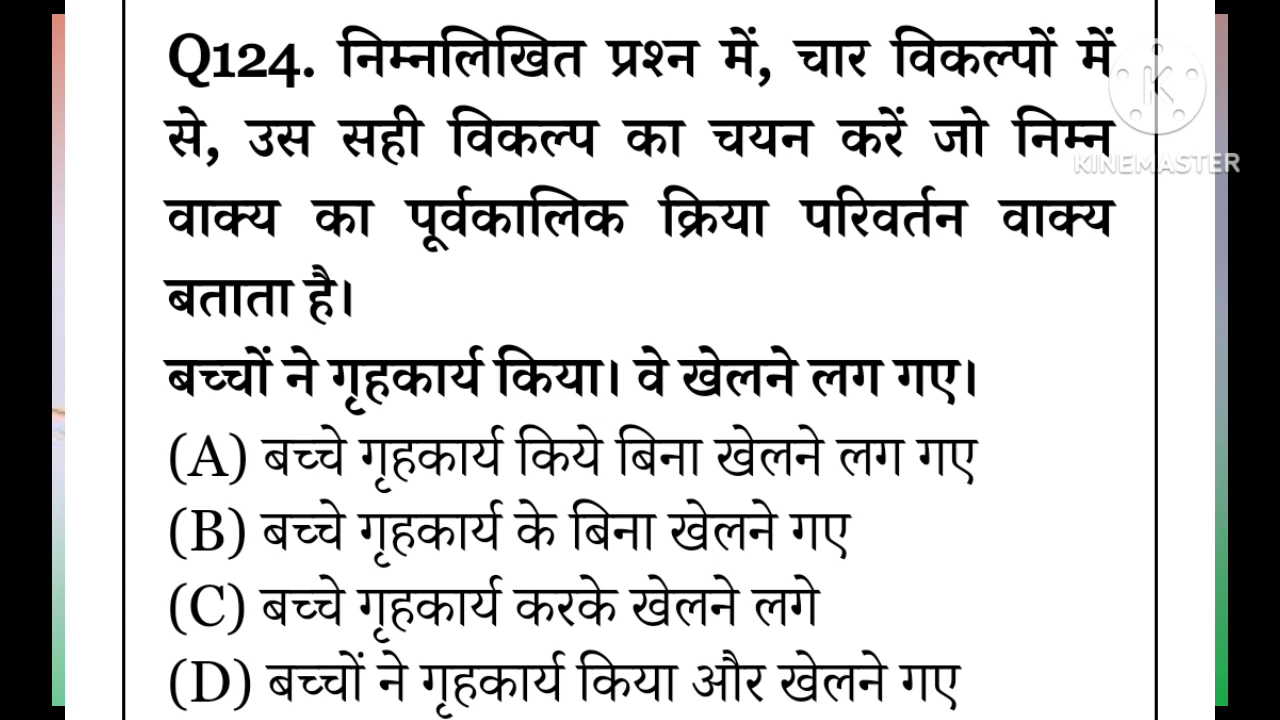 Q124. निम्नलिखित प्रश्न में, चार विकल्पों में
से, उस सही विकल्प का चयन करें जो निम्न
KINEMASTER
वाक्य का पूर्वकालिक क्रिया परिवर्तन वाक्य
बताता है।
बच्चों ने गृहकार्य किया। वे खेलने लग गए।
(A) बच्चे गृहकार्य किये बिना खेलने लग गए
(B) बच्चे गृहकार्य के बिना खेलने गए
(C) बच्चे गृहकार्य करके खेलने लगे
(D) बच्चों ने गृहकार्य किया और खेलने गए